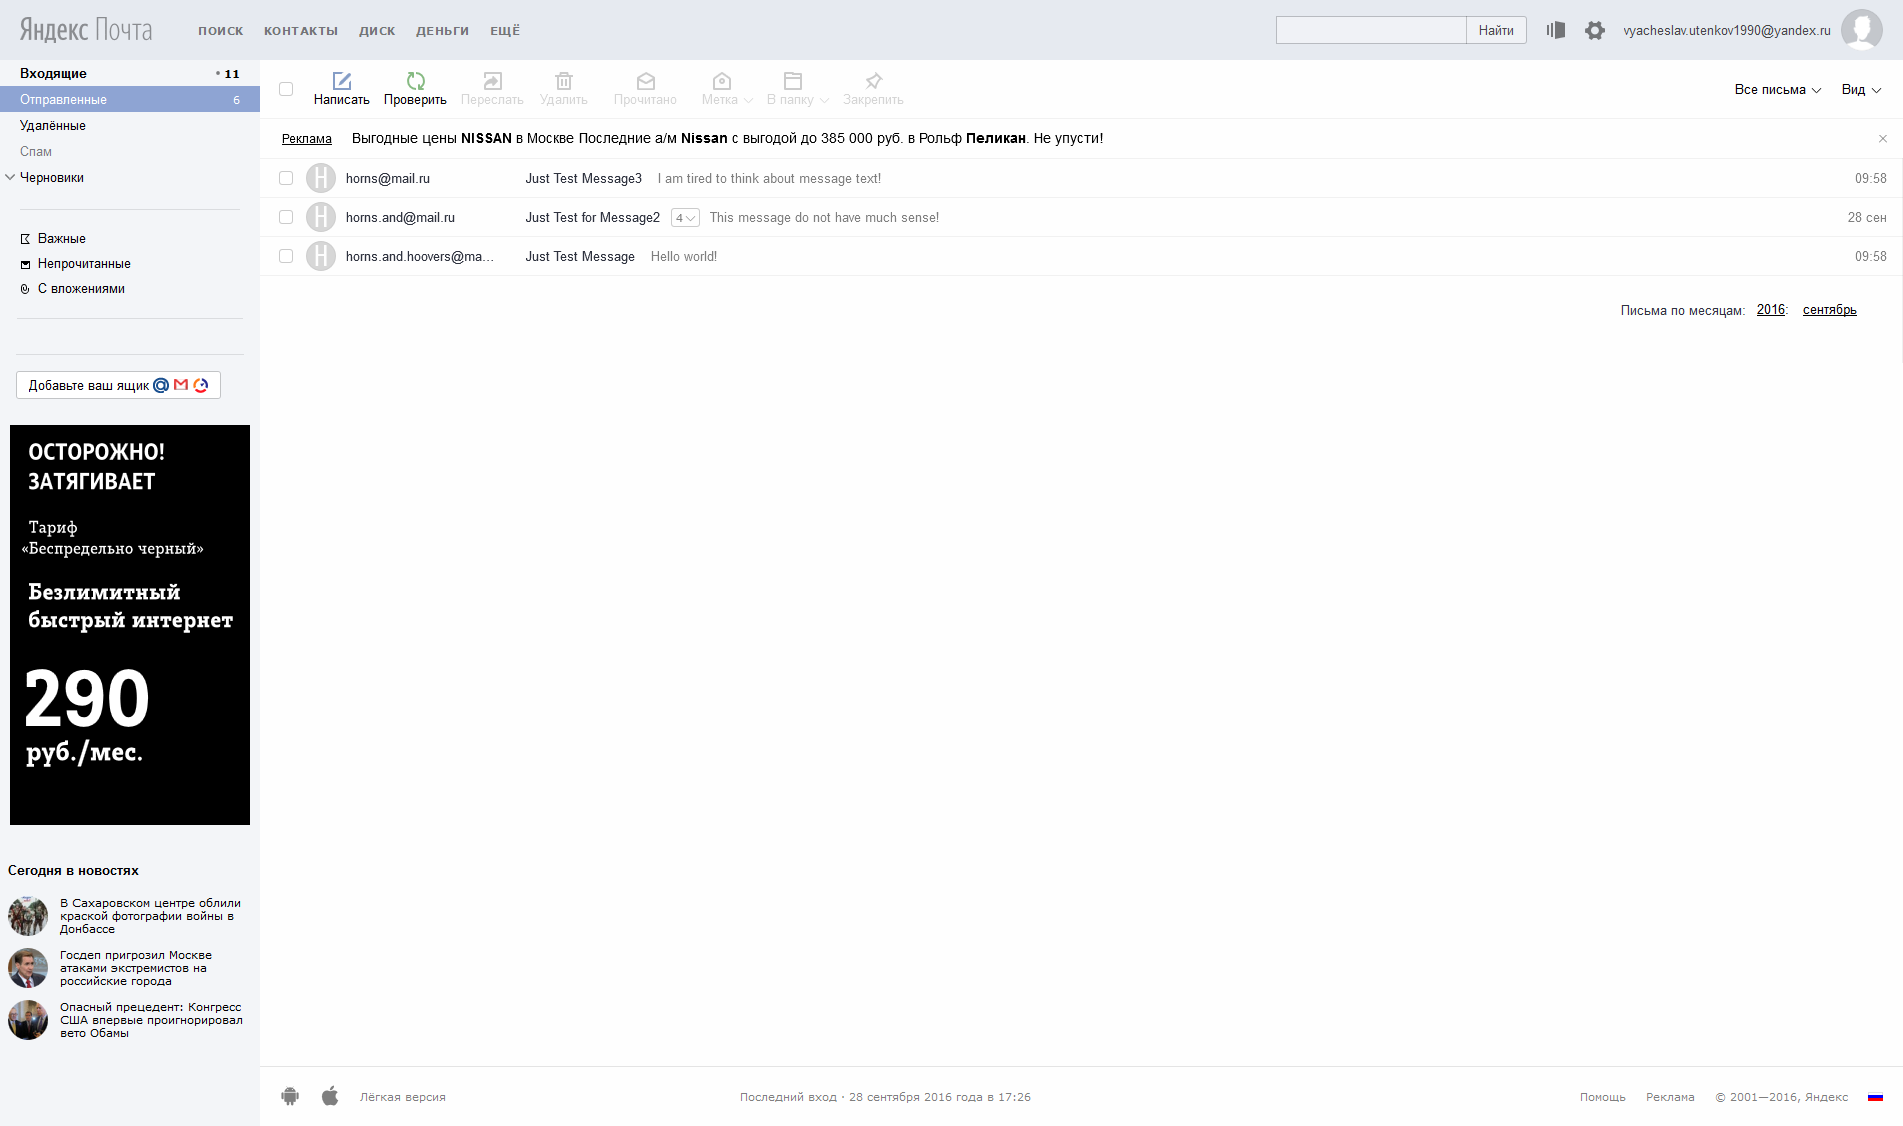 Яндекс Почта
ПОИСК КОНТАКТЫ ДИСК ДЕНЬГИ ЕЩЁ
Найти
vyacheslav.utenkov1990@yandex.ru
Входящие • 11
Отправленные 6
Удалённые
Спам
Черновики
Важные
Непрочитанные
С вложениями
Добавьте ваш ящик
ОСТОРОЖНО!
ЗАТЯГИВАЕТ
Тариф
«Беспредельно черный»
Безлимитный
быстрый интернет
290
руб./мес.
Сегодня в новостях
В Сахаровском центре облили
краской фотографии войны в
Донбассе
Госдеп пригрозил Москве
атаками экстремистов на
российские города
Опасный прецедент: Конгресс
США впервые проигнорировал
вето Обамы
Написать Проверить Переслать Удалить Прочитано Метка В папку Закрепить
Все письма Вид
Реклама Выгодные цены NISSAN в Москве Последние а/м Nissan с выгодой до 385 000 руб. в Рольф Пеликан. Не упусти!
H horns@mail.ru Just Test Message3 I am tired to think about message text! 09:58
H horns.and@mail.ru Just Test for Message2 4 This message do not have much sense! 28 сен
H horns.and.hoovers@ma... Just Test Message Hello world! 09:58
Письма по месяцам: 2016: сентябрь
Лёгкая версия Последний вход · 28 сентября 2016 года в 17:26 Помощь Реклама © 2001—2016, Яндекс